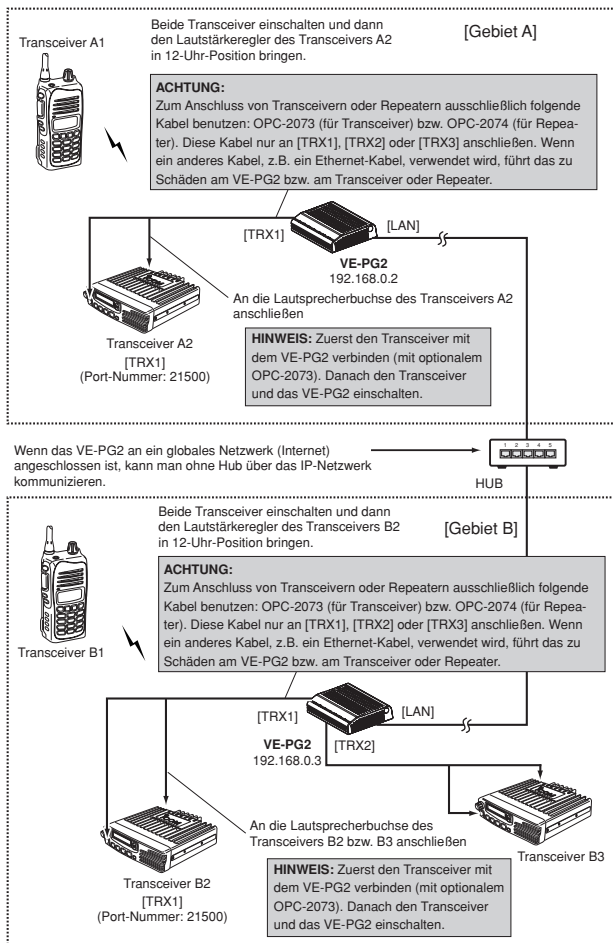 Transceiver A1
Beide Transceiver einschalten und dann
den Lautstärkeregler des Transceivers A2
in 12-Uhr-Position bringen.
[Gebiet A]
ACHTUNG:
Zum Anschluss von Transceivern oder Repeatern ausschließlich folgende
Kabel benutzen: OPC-2073 (für Transceiver) bzw. OPC-2074 (für Repea-
ter). Diese Kabel nur an [TRX1], [TRX2] oder [TRX3] anschließen. Wenn
ein anderes Kabel, z.B. ein Ethernet-Kabel, verwendet wird, führt das zu
Schäden am VE-PG2 bzw. am Transceiver oder Repeater.
[TRX1]
[LAN]
VE-PG2
192.168.0.2
An die Lautsprecherbuchse des Transceivers A2
anschließen
Transceiver A2
[TRX1]
(Port-Nummer: 21500)
HINWEIS: Zuerst den Transceiver mit
dem VE-PG2 verbinden (mit optionalem
OPC-2073). Danach den Transceiver
und das VE-PG2 einschalten.
Wenn das VE-PG2 an ein globales Netzwerk (Internet)
angeschlossen ist, kann man ohne Hub über das IP-Netzwerk
kommunizieren.
1 2 3 4 5
HUB
Beide Transceiver einschalten und dann
den Lautstärkeregler des Transceivers B2
in 12-Uhr-Position bringen.
[Gebiet B]
Transceiver B1
ACHTUNG:
Zum Anschluss von Transceivern oder Repeatern ausschließlich folgende
Kabel benutzen: OPC-2073 (für Transceiver) bzw. OPC-2074 (für Repea-
ter). Diese Kabel nur an [TRX1], [TRX2] oder [TRX3] anschließen. Wenn
ein anderes Kabel, z.B. ein Ethernet-Kabel, verwendet wird, führt das zu
Schäden am VE-PG2 bzw. am Transceiver oder Repeater.
[TRX1]
[LAN]
VE-PG2
[TRX2]
192.168.0.3
An die Lautsprecherbuchse des
Transceivers B2 bzw. B3 anschließen
Transceiver B3
Transceiver B2
[TRX1]
(Port-Nummer: 21500)
HINWEIS: Zuerst den Transceiver mit
dem VE-PG2 verbinden (mit optionalem
OPC-2073). Danach den Transceiver
und das VE-PG2 einschalten.